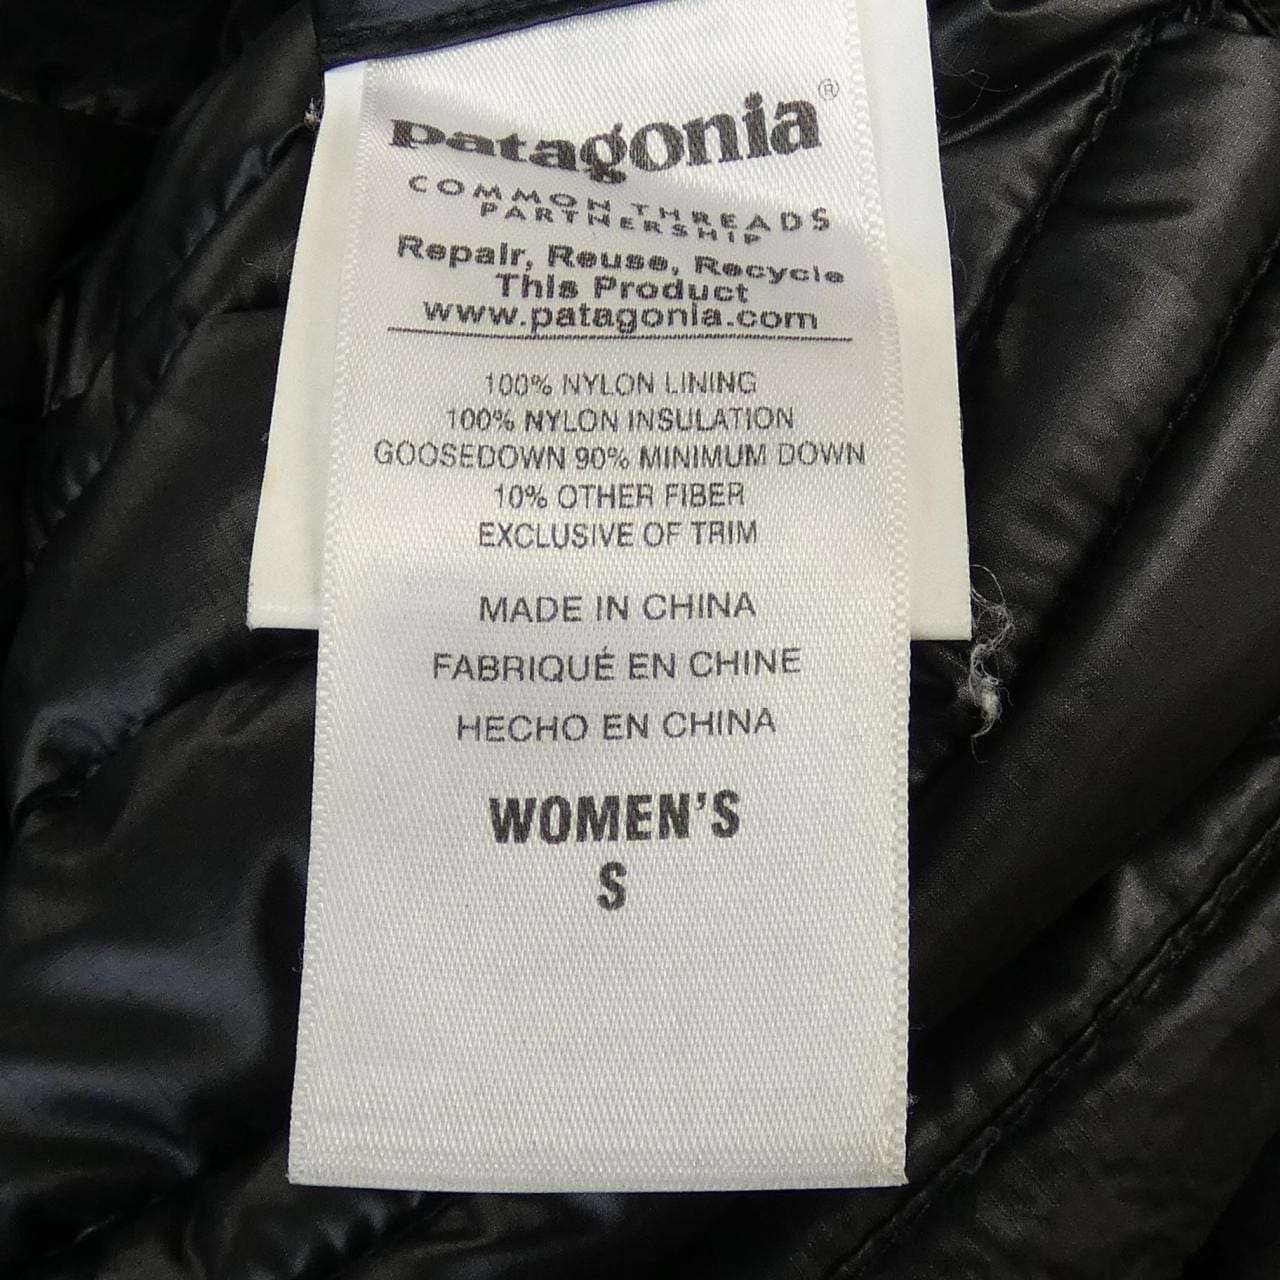 patagonia®
COMMON THREADS
PARTNERSHIP
Repair, Reuse, Recycle
This Product
www.patagonia.com
100% NYLON LINING
100% NYLON INSULATION
GOOSEDOWN 90% MINIMUM DOWN
10% OTHER FIBER
EXCLUSIVE OF TRIM
MADE IN CHINA
FABRIQUÉ EN CHINE
HECHO EN CHINA
WOMEN'S
S